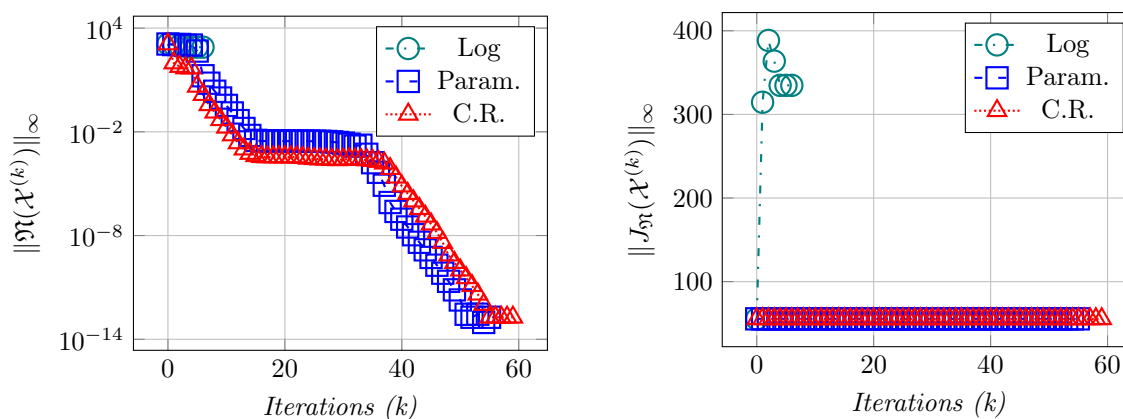 10^4
10^{-2}
10^{-8}
10^{-14}
∥𝔑(𝒳^{(k)})∥_∞
0 20 40 60
Iterations (k)
Log
Param.
C.R.
400
300
200
100
∥J_𝔑(𝒳^{(k)})∥_∞
0 20 40 60
Iterations (k)
Log
Param.
C.R.